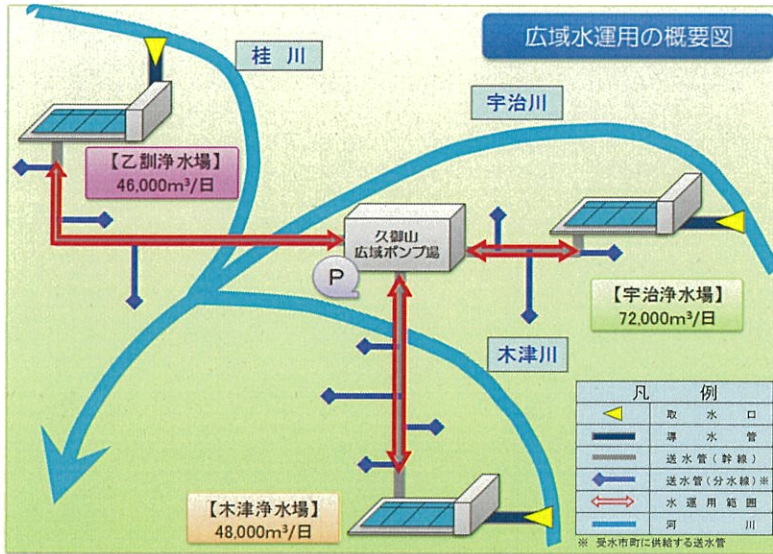 広域水運用の概要図
桂 川
宇治川
【乙訓浄水場】
46,000m³/日
久御山
広域ポンプ場
P
【宇治浄水場】
72,000m³/日
木津川
【木津浄水場】
48,000m³/日
凡 例
取 水 口
導 水 管
送 水 管 ( 幹 線 )
送 水 管 ( 分 水 線 ) ※
水 運 用 範 囲
河 川
※ 受水市町に供給する送水管